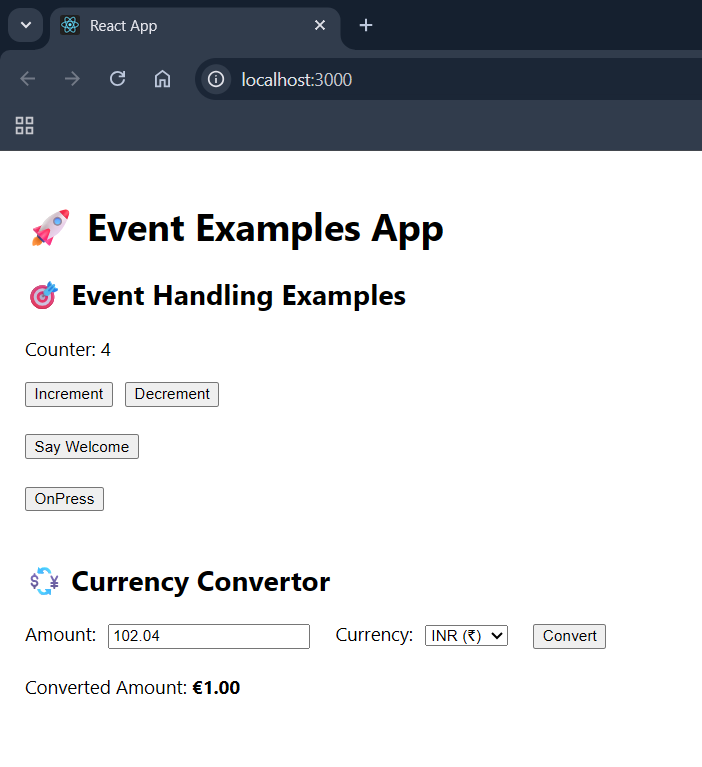 React App
localhost:3000
🚀 Event Examples App
🎯 Event Handling Examples
Counter: 4
Increment Decrement
Say Welcome
OnPress
💱 Currency Convertor
Amount: 102.04 Currency: INR (₹) Convert
Converted Amount: €1.00